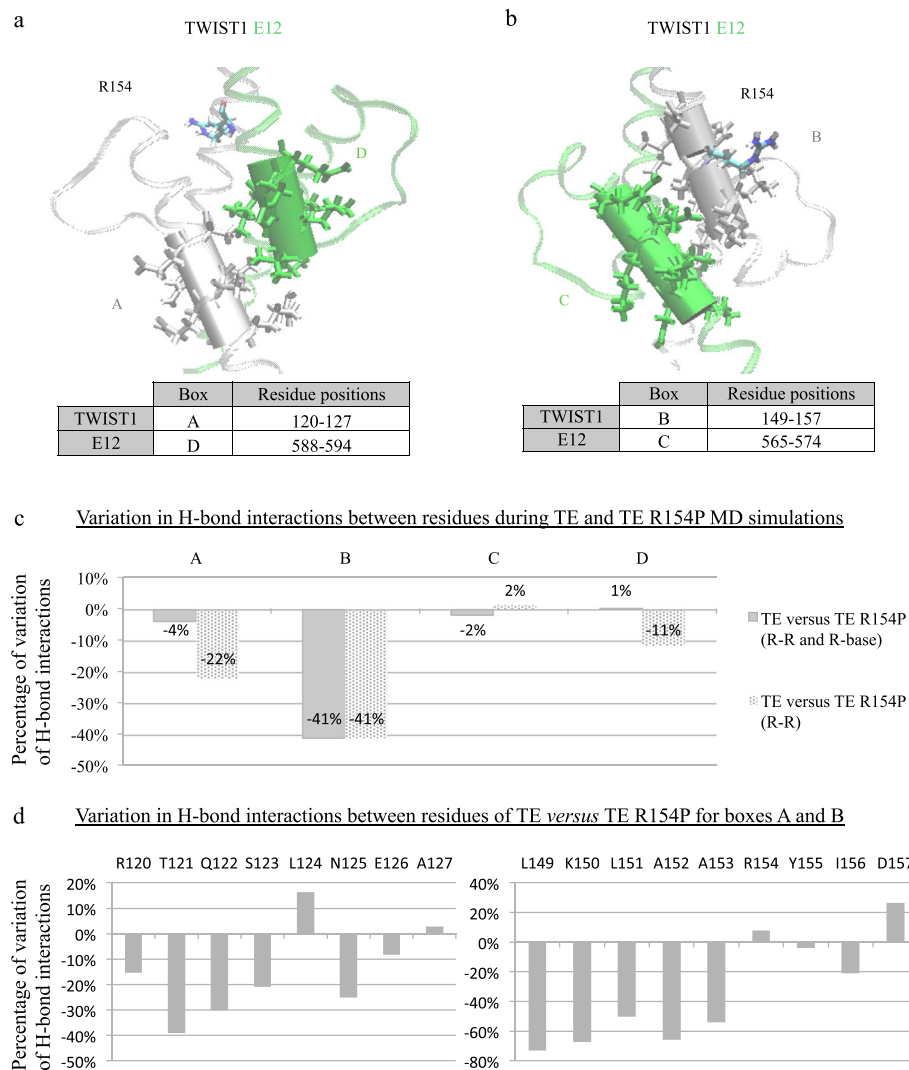 a
TWIST1 E12
R154
D
A
Box Residue positions
TWIST1 A 120-127
E12 D 588-594
b
TWIST1 E12
R154
B
C
Box Residue positions
TWIST1 B 149-157
E12 C 565-574
c Variation in H-bond interactions between residues during TE and TE R154P MD simulations
Percentage of variation
of H-bond interactions
A B C D
10%
0%
-10%
-20%
-30%
-40%
-50%
-4%
-22%
-41%
-41%
-2%
2%
1%
-11%
TE versus TE R154P
(R-R and R-base)
TE versus TE R154P
(R-R)
d Variation in H-bond interactions between residues of TE versus TE R154P for boxes A and B
Percentage of variation
of H-bond interactions
R120 T121 Q122 S123 L124 N125 E126 A127
20%
10%
0%
-10%
-20%
-30%
-40%
-50%
L149 K150 L151 A152 A153 R154 Y155 I156 D157
40%
20%
0%
-20%
-40%
-60%
-80%